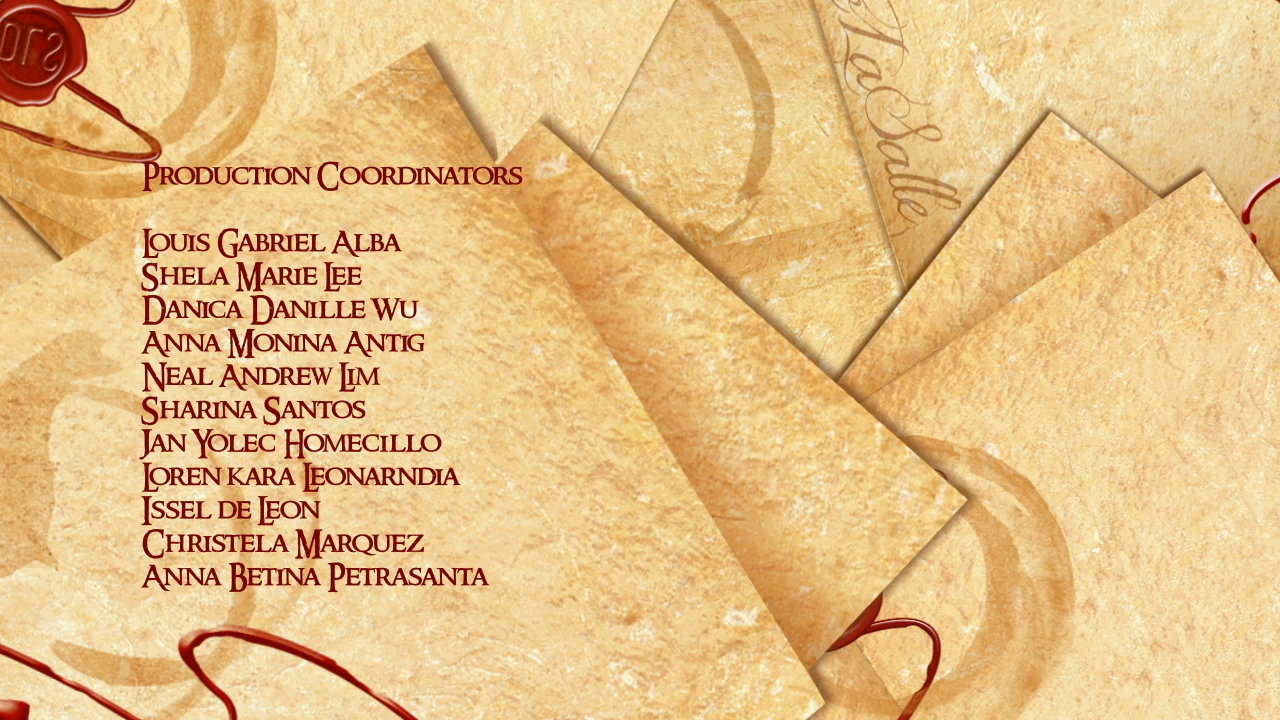 LaSalle
Production Coordinators
Louis Gabriel Alba
Shela Marie Lee
Danica Danille Wu
Anna Monina Antig
Neal Andrew Lim
Sharina Santos
Jan Yolec Homecillo
Loren kara Leonarndia
Issel de Leon
Christela Marquez
Anna Betina Petrasanta